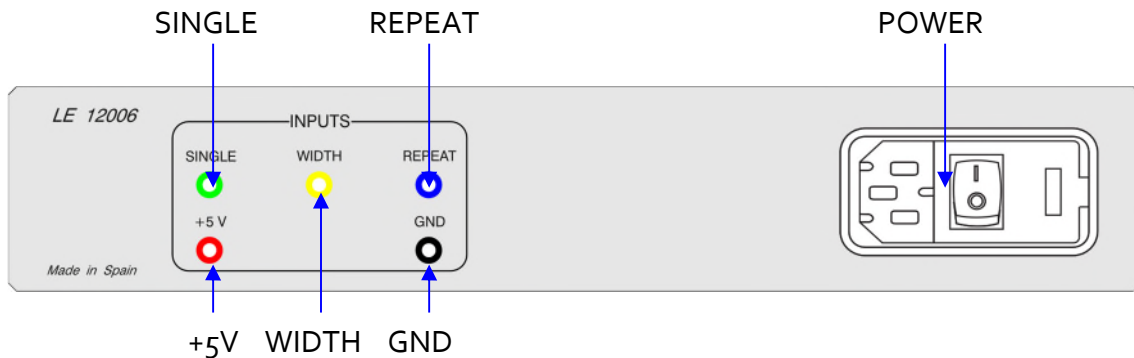 SINGLE REPEAT POWER
LE 12006
INPUTS
SINGLE WIDTH REPEAT
+5 V GND
Made in Spain
+5V WIDTH GND